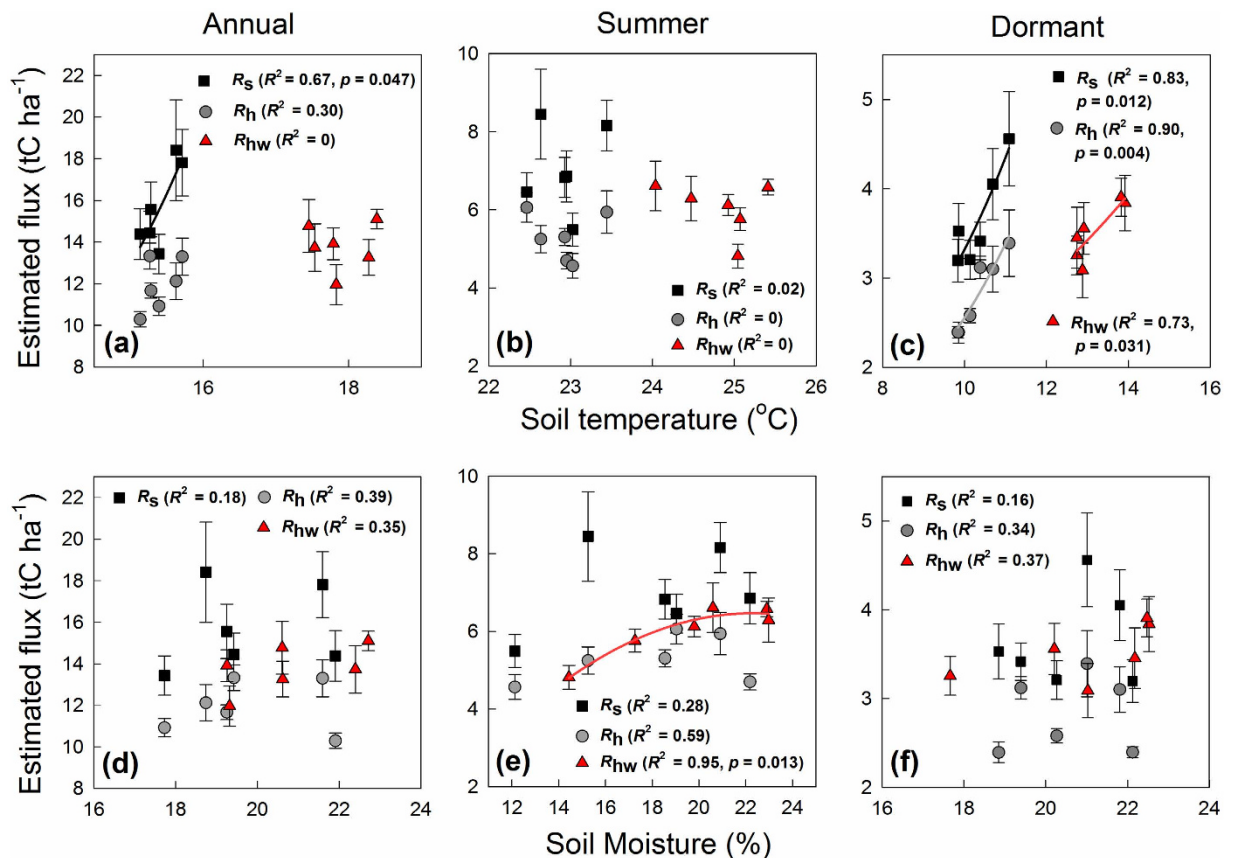 Annual Summer Dormant
Estimated flux (tC ha⁻¹)
22
20
18
16
14
12
10
Rs (R² = 0.67, p = 0.047)
Rh (R² = 0.30)
Rhw (R² = 0)
(a)
16 18
10
8
6
4
2
Rs (R² = 0.02)
Rh (R² = 0)
Rhw (R² = 0)
(b)
22 23 24 25 26
5
4
3
2
Rs (R² = 0.83,
p = 0.012)
Rh (R² = 0.90,
p = 0.004)
Rhw (R² = 0.73,
p = 0.031)
(c)
8 10 12 14 16
Soil temperature (°C)
Estimated flux (tC ha⁻¹)
22
20
18
16
14
12
10
8
Rs (R² = 0.18) Rh (R² = 0.39)
Rhw (R² = 0.35)
(d)
16 18 20 22 24
10
8
6
4
2
Rs (R² = 0.28)
Rh (R² = 0.59)
Rhw (R² = 0.95, p = 0.013)
(e)
12 14 16 18 20 22 24
5
4
3
2
Rs (R² = 0.16)
Rh (R² = 0.34)
Rhw (R² = 0.37)
(f)
16 18 20 22 24
Soil Moisture (%)